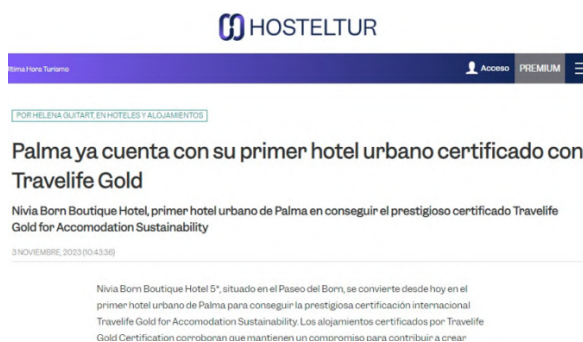 HOSTELTUR
Última Hora Turismo
Acceso PREMIUM
POR HELENA GUITART, EN HOTELES Y ALOJAMIENTOS
Palma ya cuenta con su primer hotel urbano certificado con
Travelife Gold
Nivia Born Boutique Hotel, primer hotel urbano de Palma en conseguir el prestigioso certificado Travelife
Gold for Accomodation Sustainability
3 NOVIEMBRE, 2023 (10:43:36)
Nivia Born Boutique Hotel 5*, situado en el Paseo del Born, se convierte desde hoy en el
primer hotel urbano de Palma para conseguir la prestigiosa certificación internacional
Travelife Gold for Accomodation Sustainability. Los alojamientos certificados por Travelife
Gold Certification corroboran que mantienen un compromiso para contribuir a crear